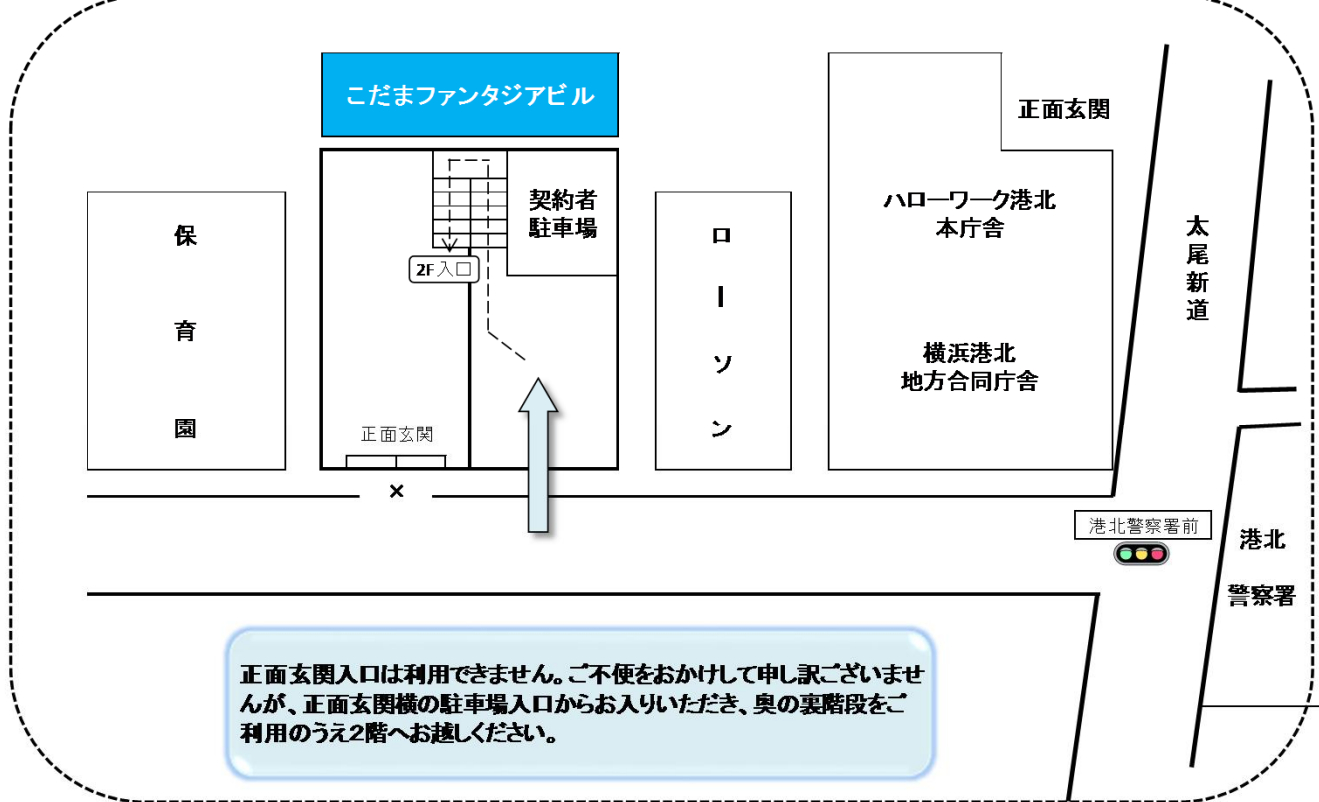 こだまファンタジアビル
正面玄関
契約者
駐車場
2F入口
保育園
ローソン
ハローワーク港北
本庁舎
横浜港北
地方合同庁舎
太尾新道
正面玄関
×
港北警察署前
港北
警察署
正面玄関入口は利用できません。ご不便をおかけして申し訳ございませ
んが、正面玄関横の駐車場入口からお入りいただき、奥の裏階段をご
利用のうえ2階へお越しください。